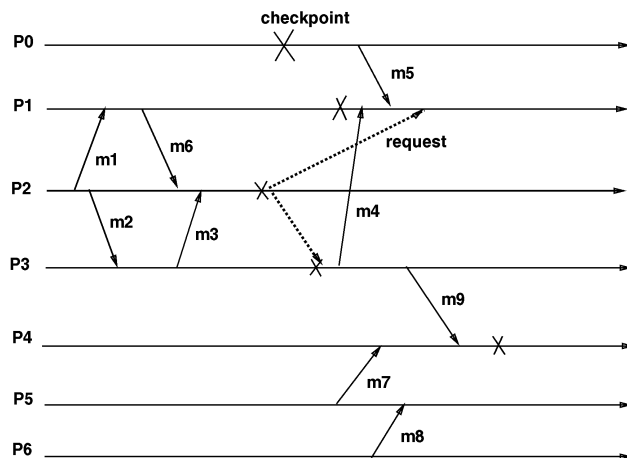 checkpoint
P0
m5
P1
m1
m6
request
P2
m2
m3
m4
P3
m9
P4
m7
P5
m8
P6